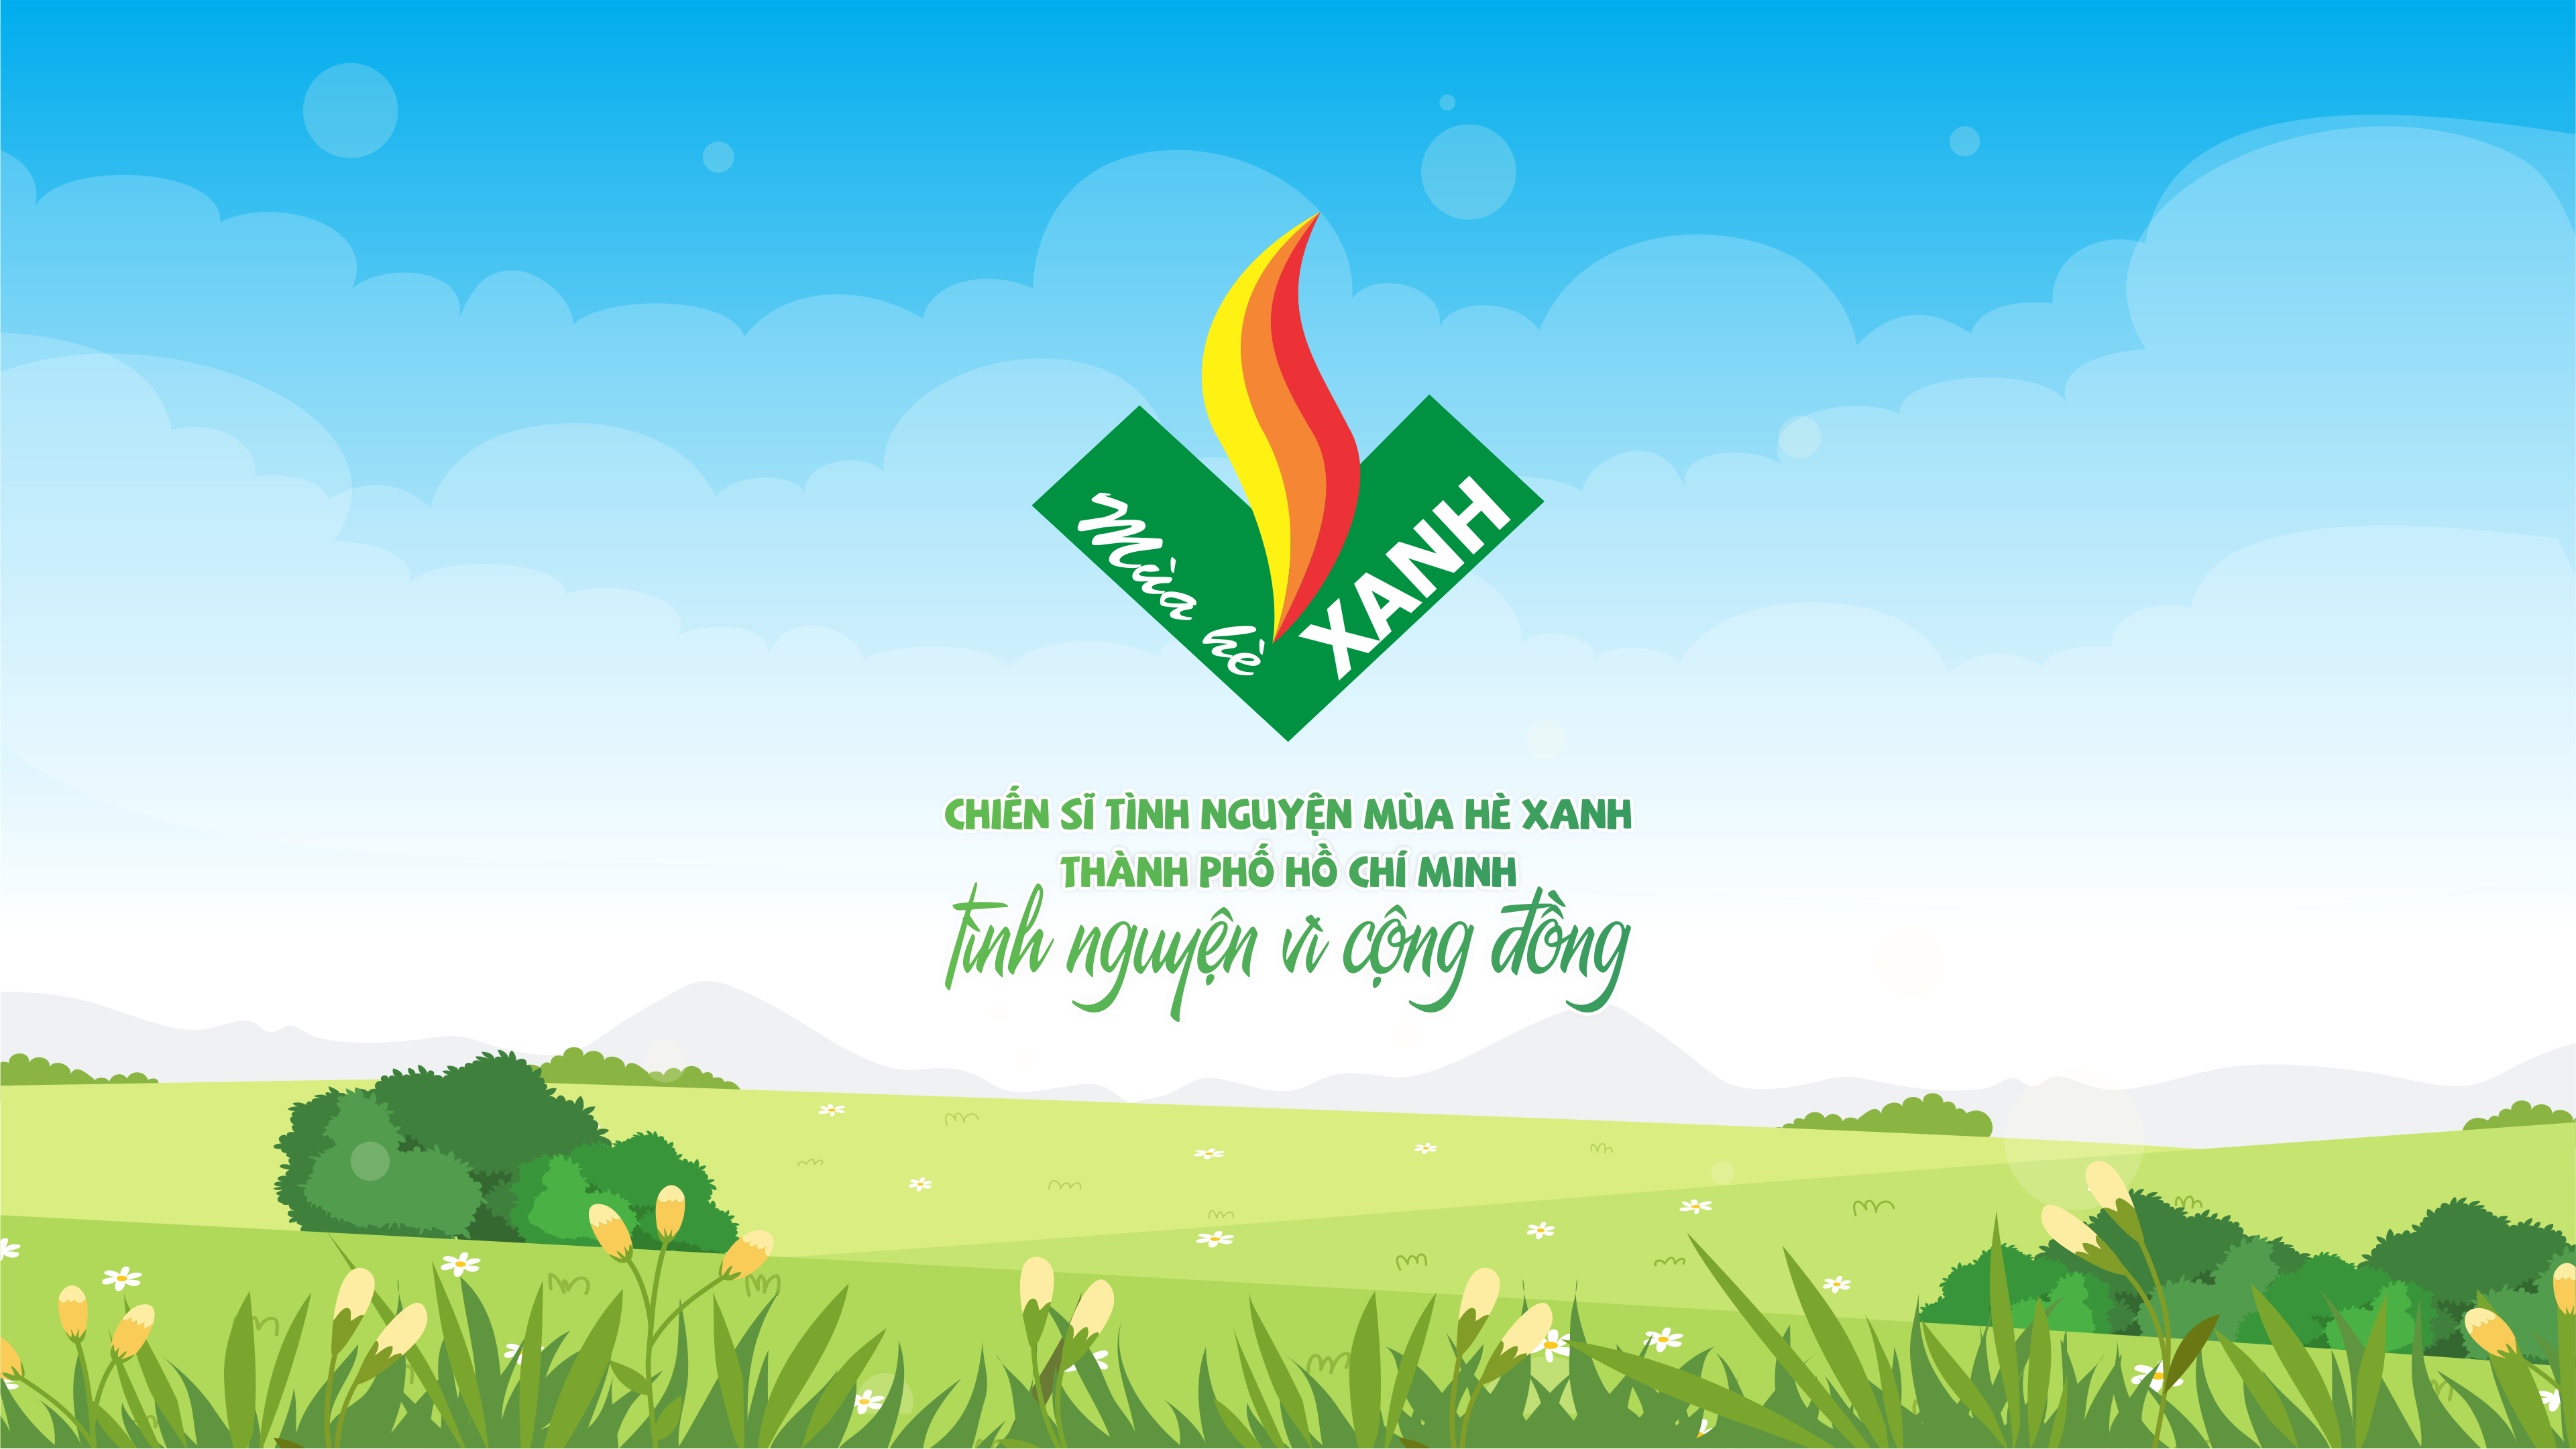 Mùa hè
XANH
CHIẾN SĨ TÌNH NGUYỆN MÙA HÈ XANH
THÀNH PHỐ HỒ CHÍ MINH
Tình nguyện vì cộng đồng